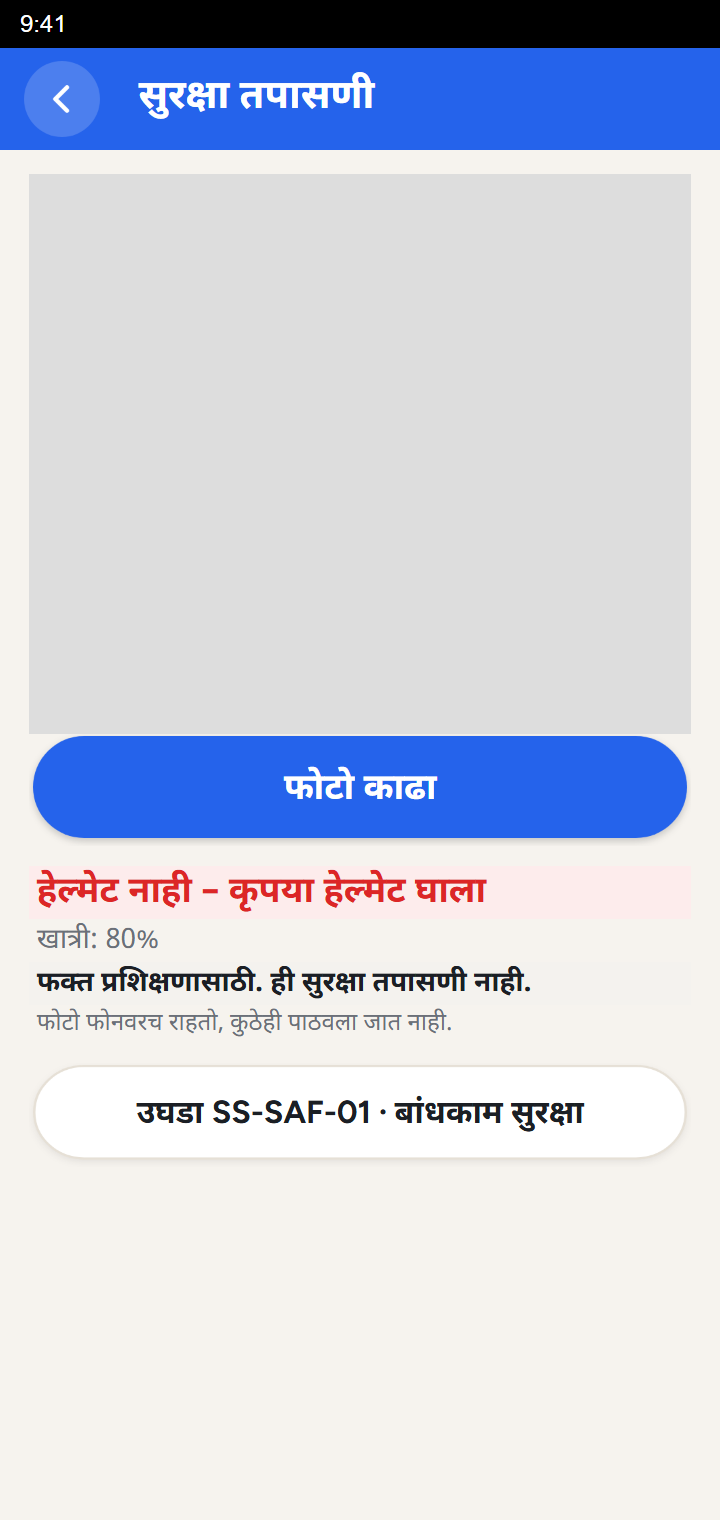 9:41
सुरक्षा तपासणी
फोटो काढा
हेल्मेट नाही – कृपया हेल्मेट घाला
खात्री: 80%
फक्त प्रशिक्षणासाठी. ही सुरक्षा तपासणी नाही.
फोटो फोनवरच राहतो, कुठेही पाठवला जात नाही.
उघडा SS-SAF-01 · बांधकाम सुरक्षा